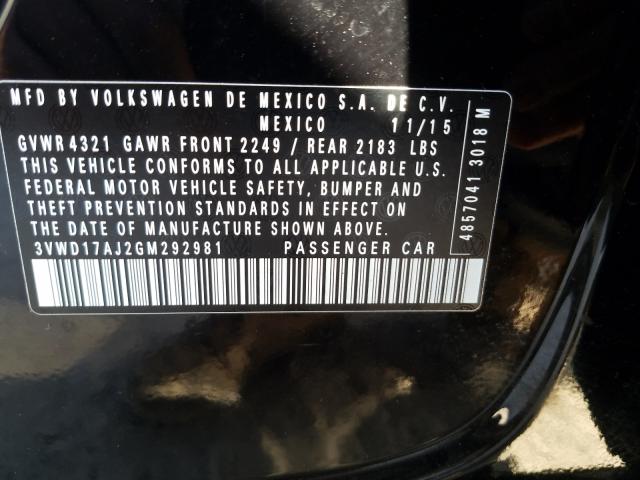 MFD BY VOLKSWAGEN DE MEXICO S.A. DE C.V.
MEXICO 11/15
GVWR 4321 GAWR FRONT 2249 / REAR 2183 LBS
THIS VEHICLE CONFORMS TO ALL APPLICABLE U.S.
FEDERAL MOTOR VEHICLE SAFETY, BUMPER AND
THEFT PREVENTION STANDARDS IN EFFECT ON
THE DATE OF MANUFACTURE SHOWN ABOVE.
3VWD17AJ2GM292981 PASSENGER CAR
4857041 3018 M